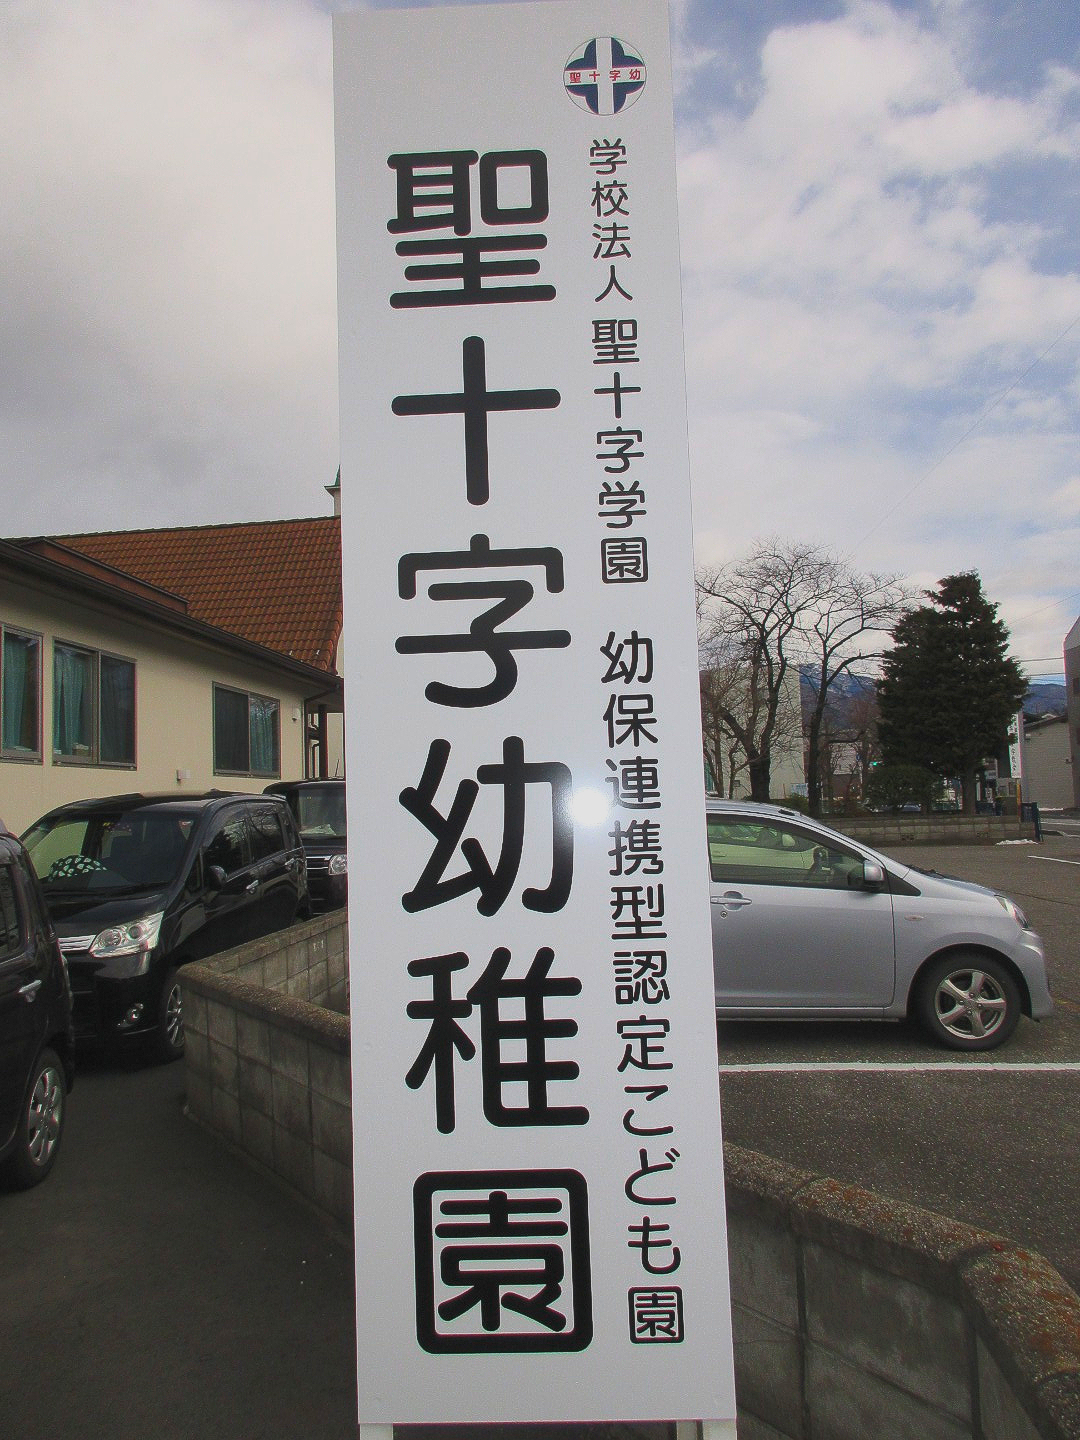 聖十字幼
学校法人 聖十字学園 幼保連携型認定こども園
聖十字幼稚園